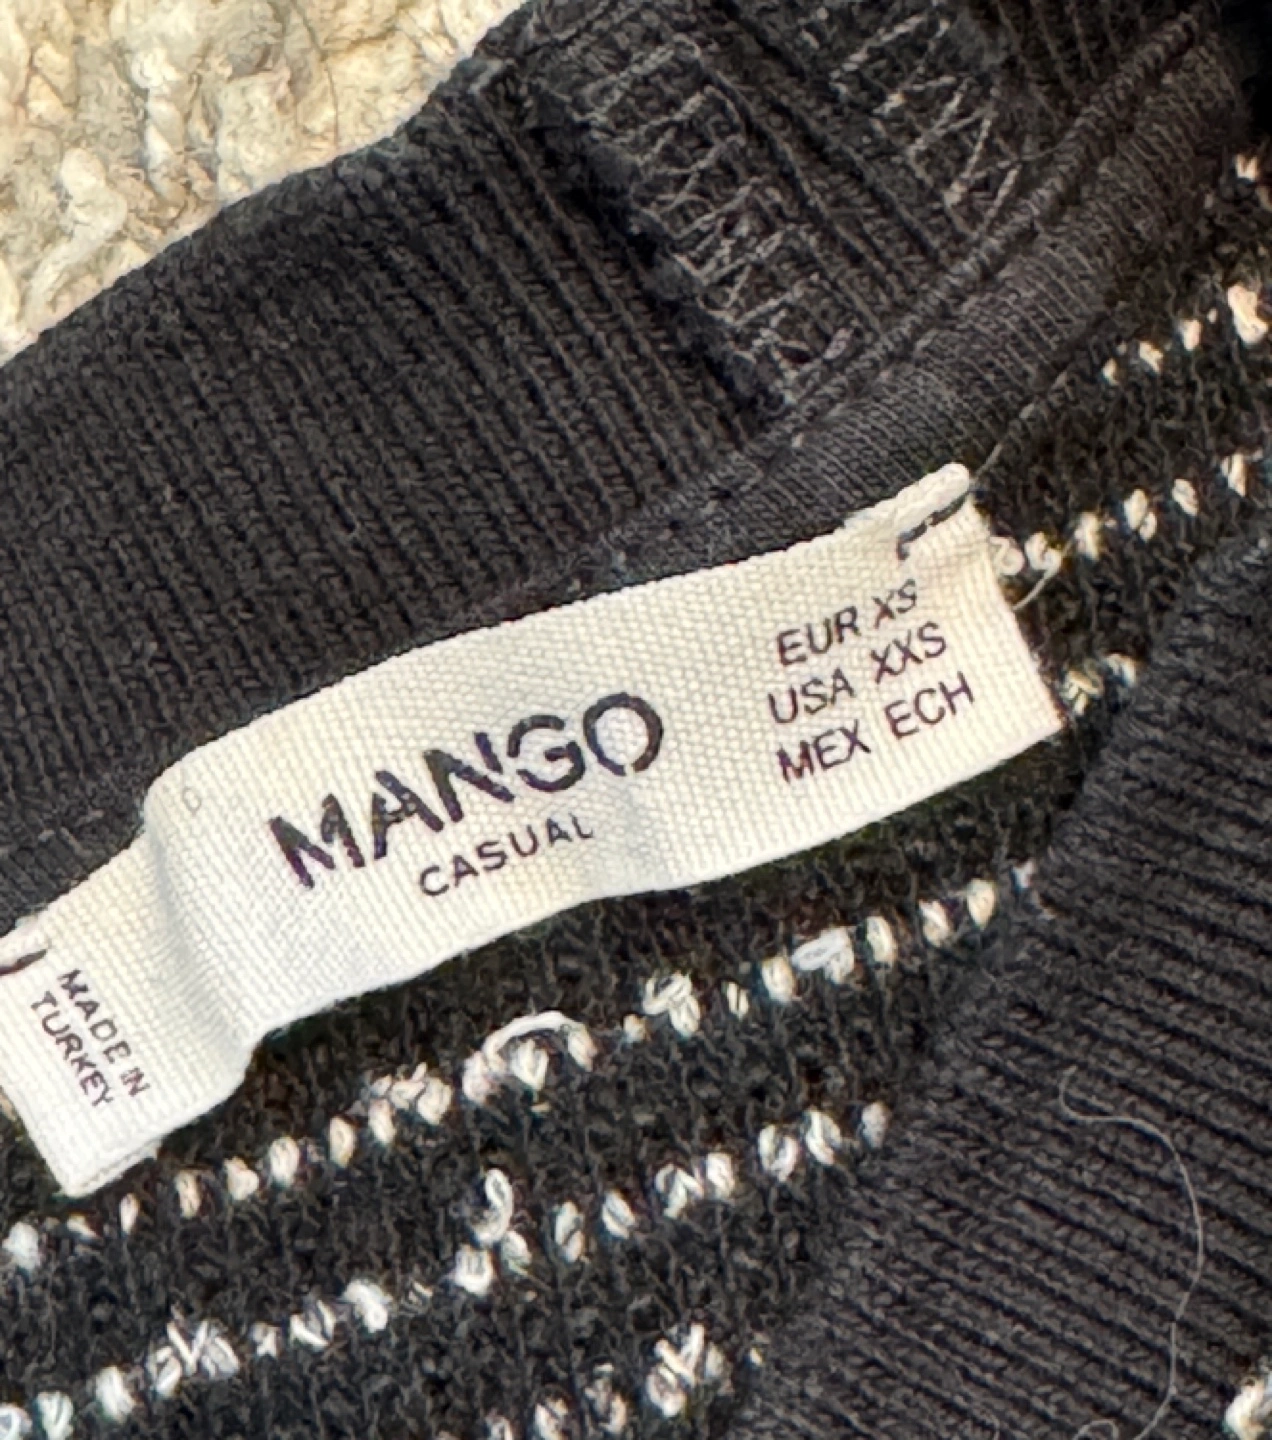 MANGO
CASUAL
EUR XS
USA XXS
MEX ECH
MADE IN
TURKEY